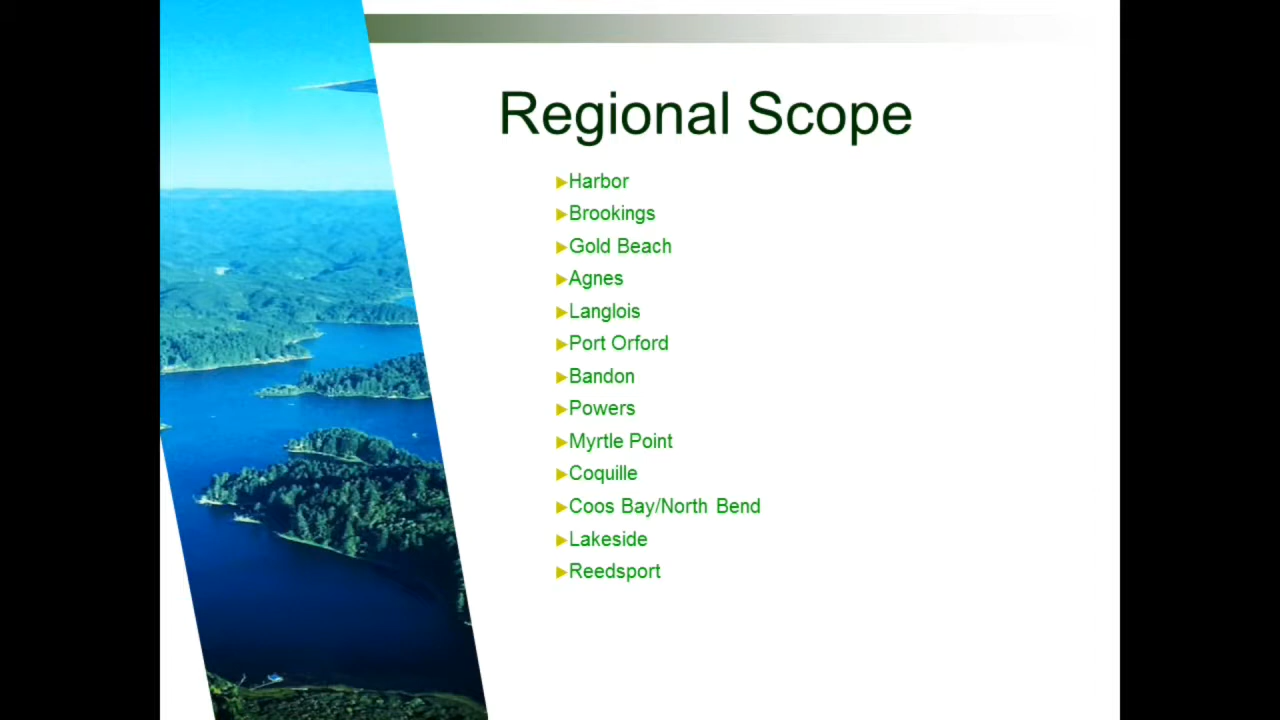 Regional Scope
Harbor
Brookings
Gold Beach
Agnes
Langlois
Port Orford
Bandon
Powers
Myrtle Point
Coquille
Coos Bay/North Bend
Lakeside
Reedsport